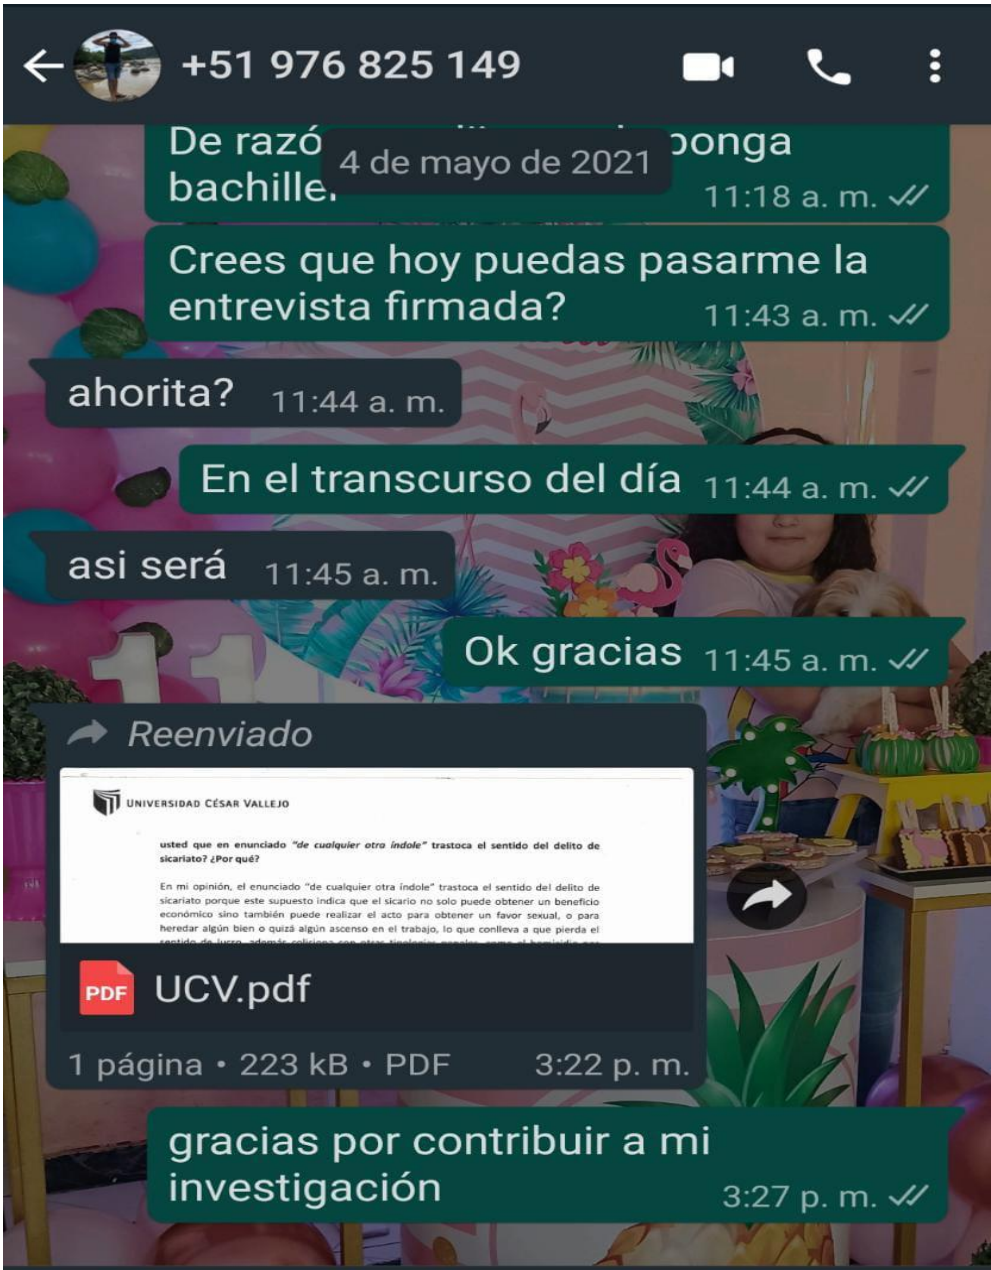 +51 976 825 149
De razó ponga
4 de mayo de 2021
bachiller
11:18 a. m.
Crees que hoy puedas pasarme la
entrevista firmada? 11:43 a. m.
ahorita? 11:44 a. m.
En el transcurso del día 11:44 a. m.
asi será 11:45 a. m.
Ok gracias 11:45 a. m.
11
Reenviado
UNIVERSIDAD CÉSAR VALLEJO
usted que en enunciado "de cualquier otra índole" trastoca el sentido del delito de
sicariato? ¿Por qué?
En mi opinión, el enunciado "de cualquier otra índole" trastoca el sentido del delito de
sicariato porque este supuesto indica que el sicario no solo puede obtener un beneficio
económico sino también puede realizar el acto para obtener un favor sexual, o para
heredar algún bien o quizá algún ascenso en el trabajo, lo que conlleva a que pierda el
PDF UCV.pdf
1 página • 223 kB • PDF 3:22 p. m.
gracias por contribuir a mi
investigación 3:27 p. m.